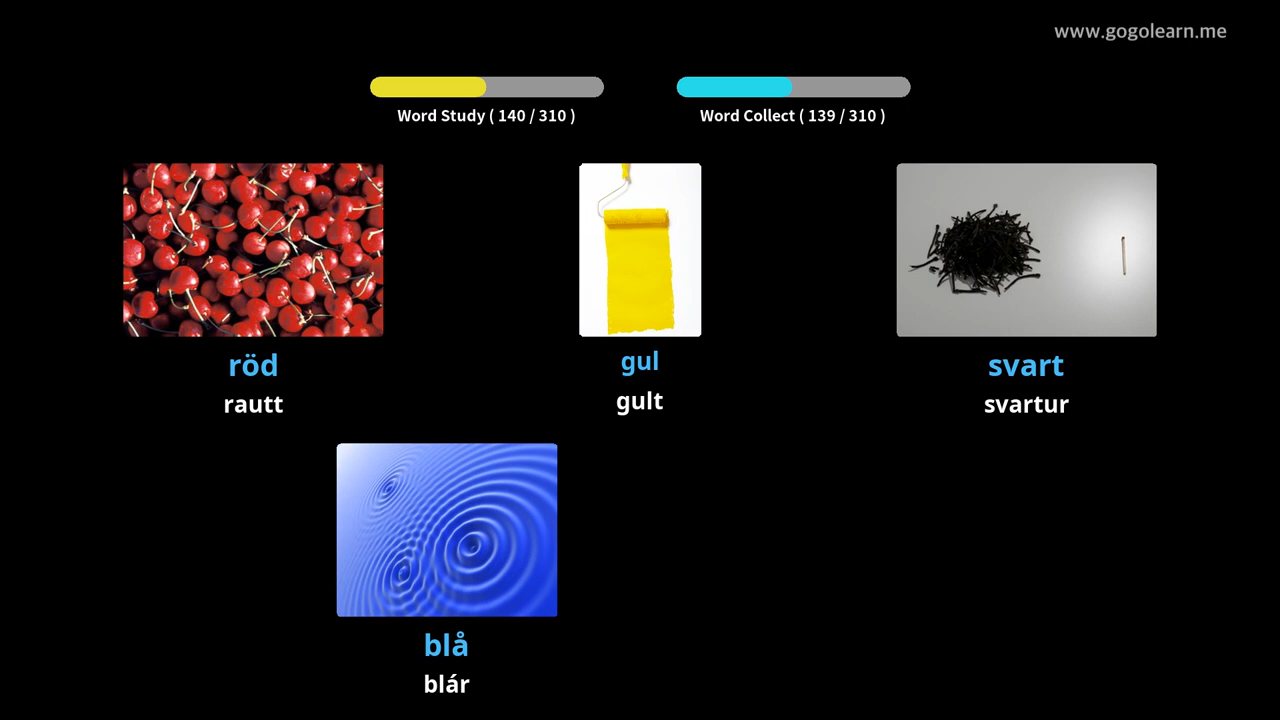 www.gogolearn.me
Word Study ( 140 / 310 )
Word Collect ( 139 / 310 )
röd
rautt
gul
gult
svart
svartur
blå
blár